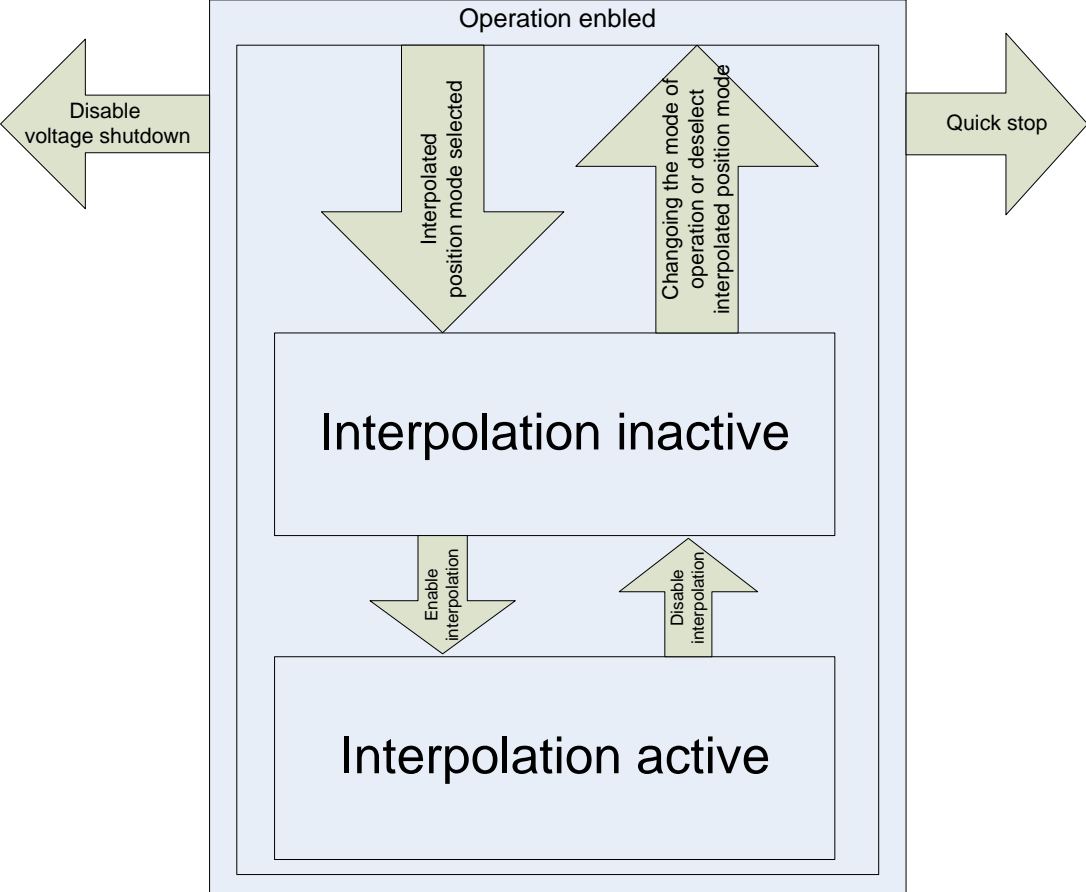 Operation enbled
Disable
voltage shutdown
Interpolated
position mode selected
Changoing the mode of
operation or deselect
interpolated position mode
Quick stop
Interpolation inactive
Enable
interpolation
Disable
interpolation
Interpolation active